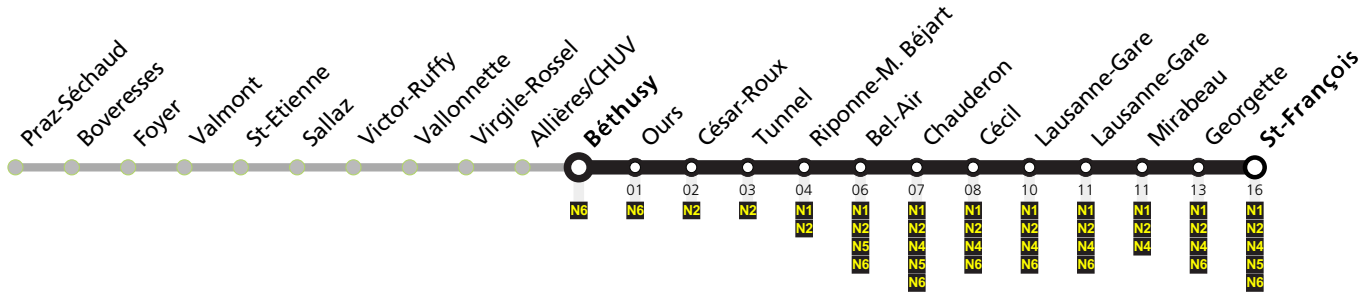 Praz-Séchaud
Boveresses
Foyer
Valmont
St-Etienne
Sallaz
Victor-Ruffy
Vallonnette
Virgile-Rossel
Allières/CHUV
Béthusy
Ours
César-Roux
Tunnel
Riponne-M. Béjart
Bel-Air
Chauderon
Cécil
Lausanne-Gare
Lausanne-Gare
Mirabeau
Georgette
St-François
01 02 03 04 06 07 08 10 11 11 13 16
N6 N6 N2 N2 N1 N1 N1 N1 N1 N1 N1 N1 N1
N2 N2 N2 N2 N2 N2 N2 N2 N2
N5 N4 N4 N4 N4 N4 N4 N4
N6 N5 N6 N6 N6 N6 N5
N6 N6